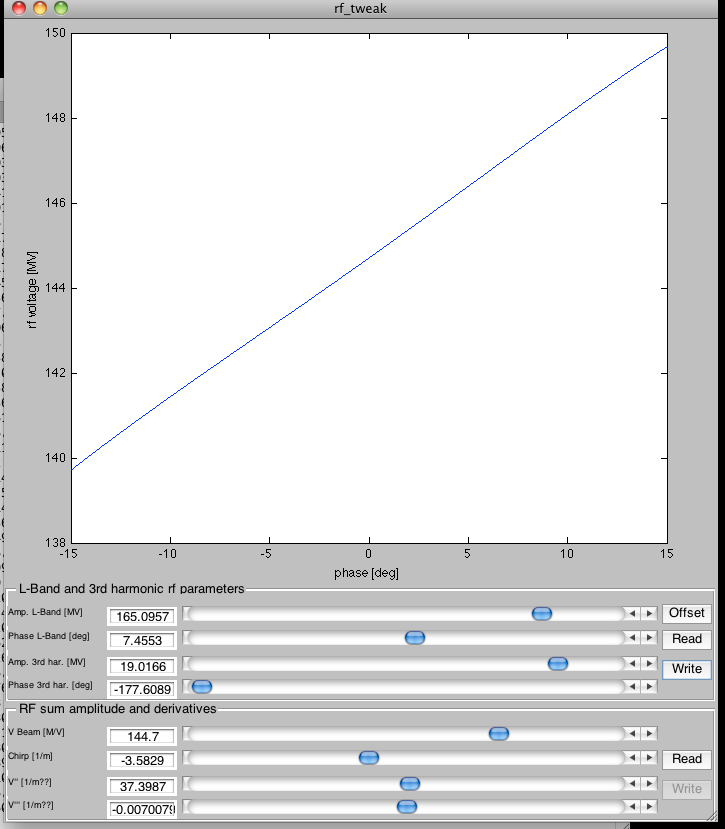 rf_tweak
150
148
146
144
142
140
138
rf voltage [MV]
-15 -10 -5 0 5 10 15
phase [deg]
L-Band and 3rd harmonic rf parameters
Amp. L-Band [MV] 165.0957 Offset
Phase L-Band [deg] 7.4553 Read
Amp. 3rd har. [MV] 19.0166 Write
Phase 3rd har. [deg] -177.6089
RF sum amplitude and derivatives
V Beam [M/V] 144.7
Chirp [1/m] -3.5829 Read
V'' [1/m??] 37.3987 Write
V''' [1/m??] -0.0070079